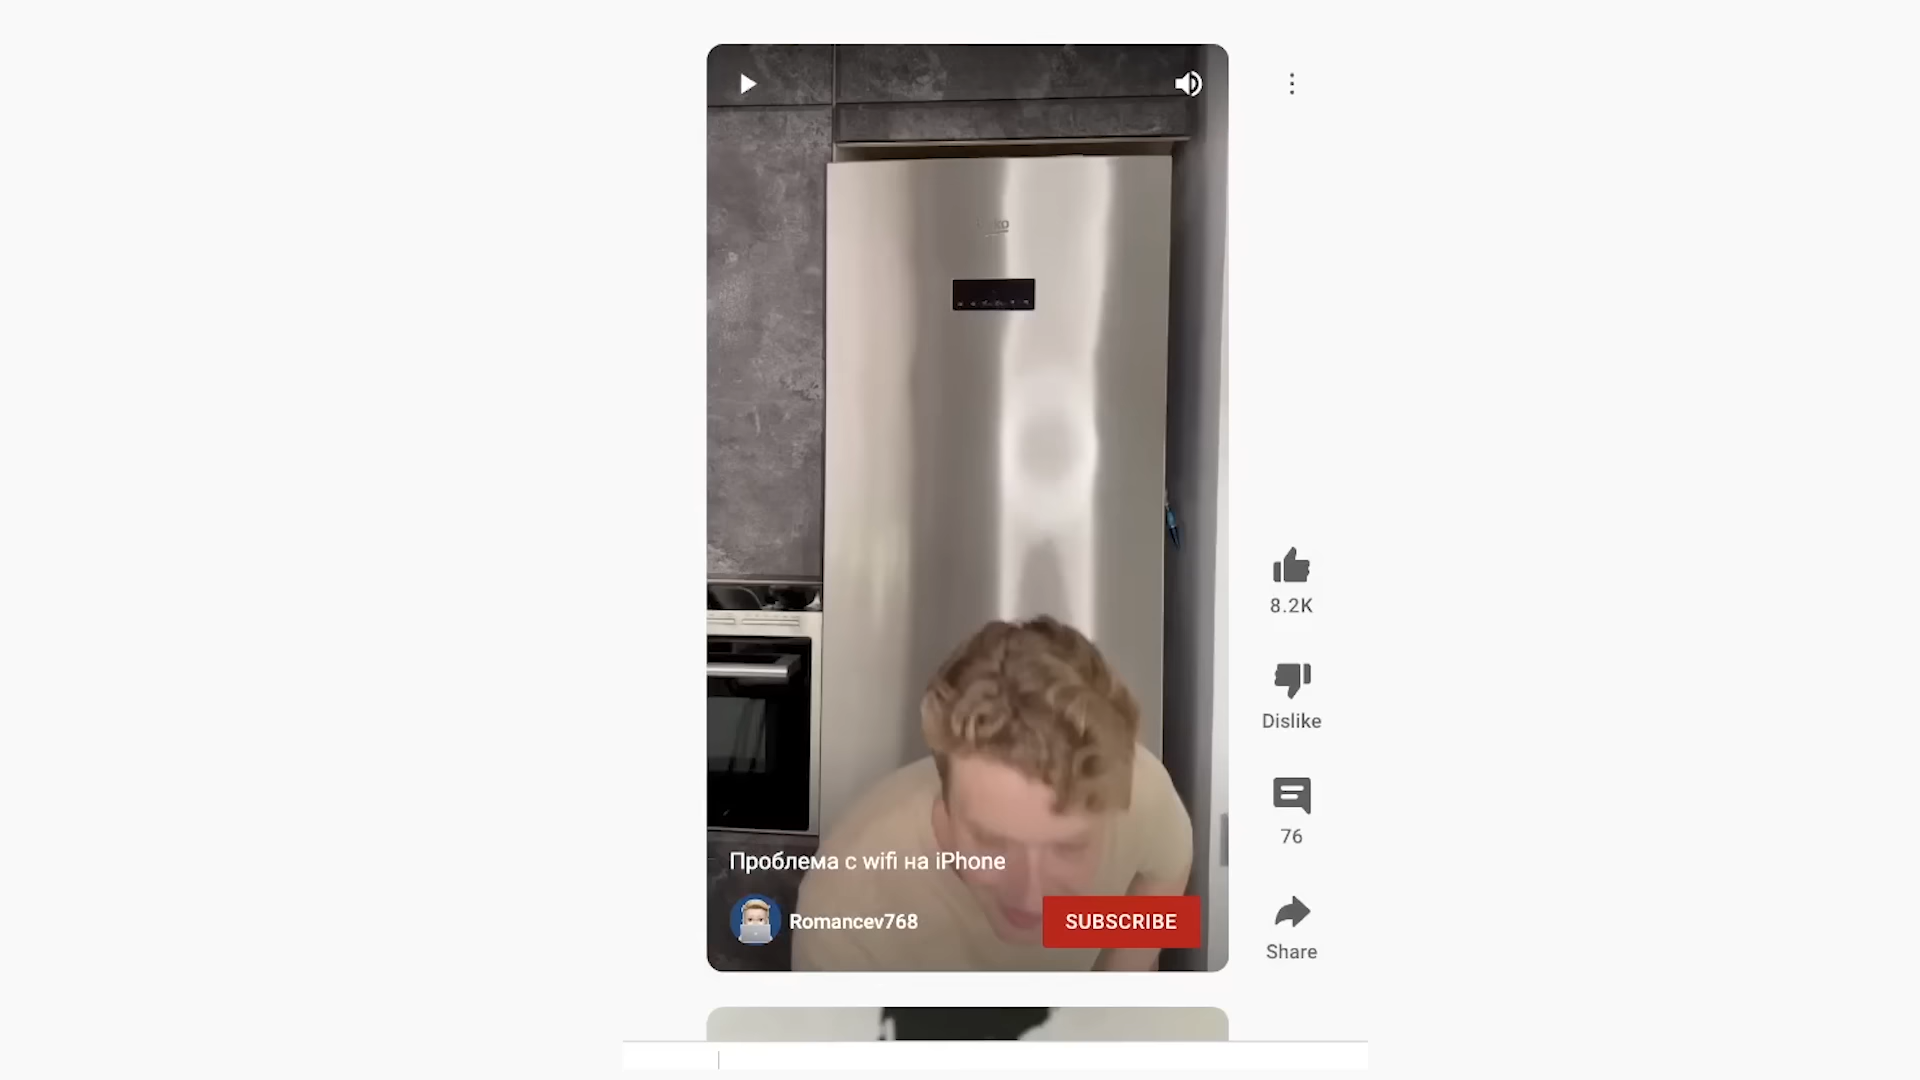 8.2K
Dislike
76
Проблема с wifi на iPhone
Romancev768
SUBSCRIBE
Share